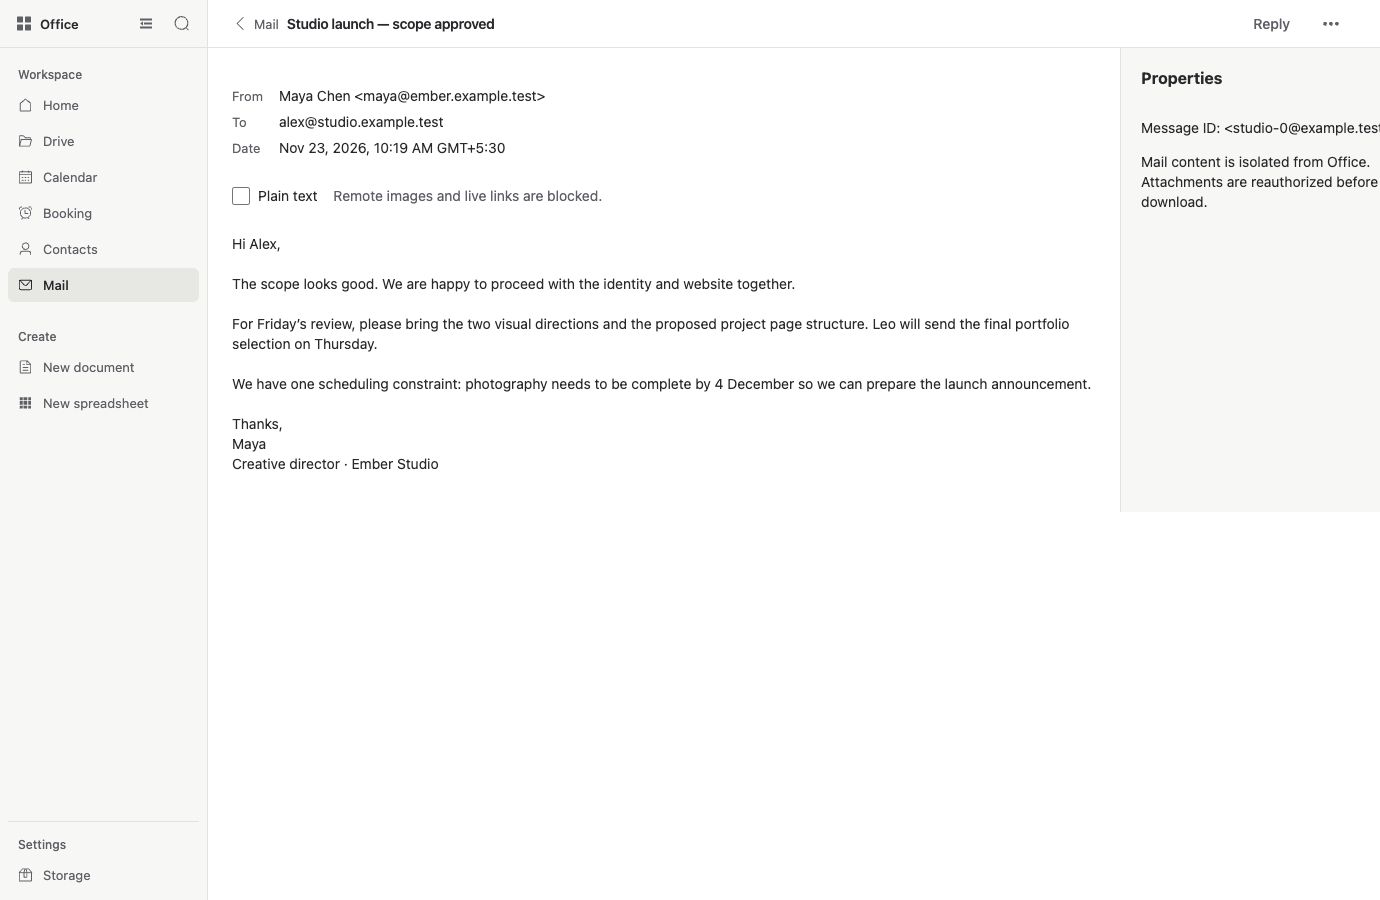 Office
Mail
Studio launch — scope approved
Reply
Workspace
Home
Drive
Calendar
Booking
Contacts
Mail
Create
New document
New spreadsheet
Settings
Storage
From Maya Chen <maya@ember.example.test>
To alex@studio.example.test
Date Nov 23, 2026, 10:19 AM GMT+5:30
Plain text Remote images and live links are blocked.
Hi Alex,
The scope looks good. We are happy to proceed with the identity and website together.
For Friday’s review, please bring the two visual directions and the proposed project page structure. Leo will send the final portfolio
selection on Thursday.
We have one scheduling constraint: photography needs to be complete by 4 December so we can prepare the launch announcement.
Thanks,
Maya
Creative director · Ember Studio
Properties
Message ID: <studio-0@example.test
Mail content is isolated from Office.
Attachments are reauthorized before
download.